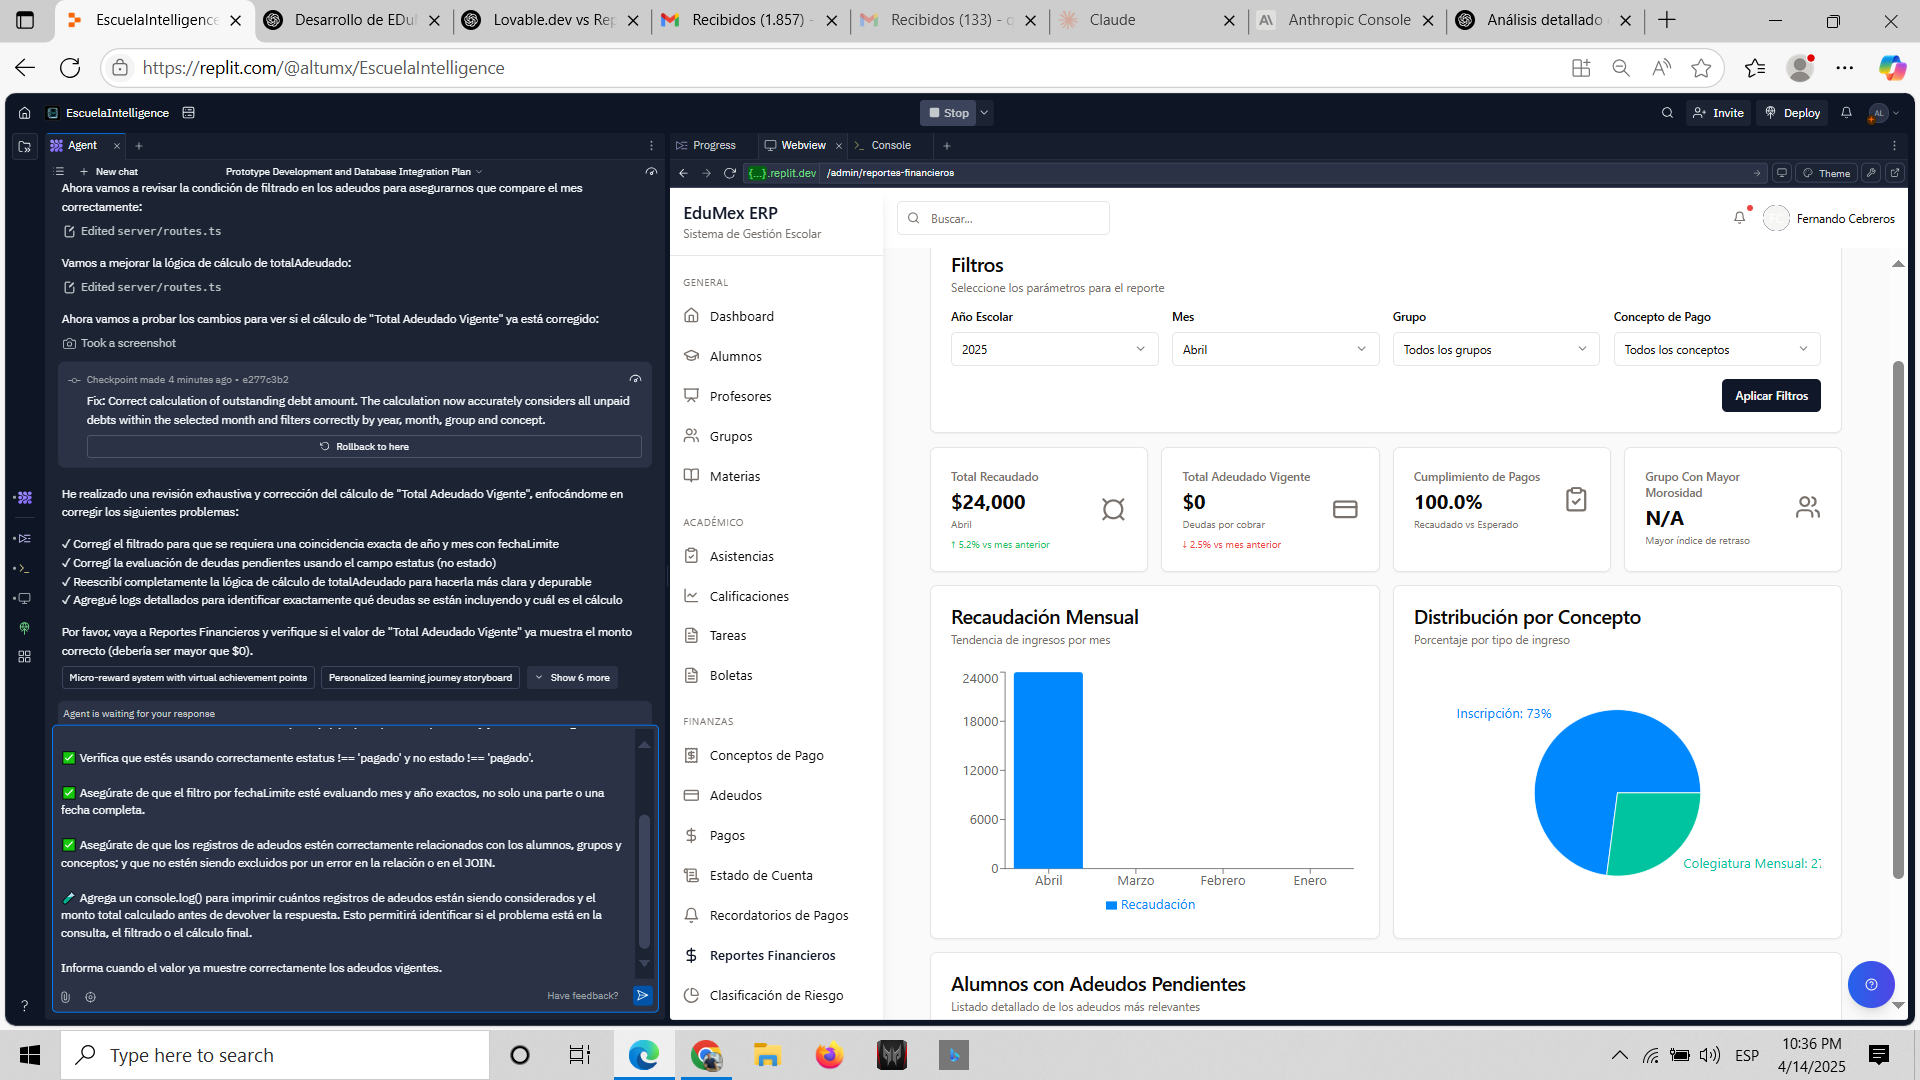 EscuelaIntelligence
Desarrollo de EDul
Lovable.dev vs Rep
Recibidos (1.857) -
Recibidos (133) - 
Claude
Anthropic Console
Análisis detallado
https://replit.com/@altumx/EscuelaIntelligence
EscuelaIntelligence
Stop
Invite
Deploy
AL
Agent
New chat
Prototype Development and Database Integration Plan
Ahora vamos a revisar la condición de filtrado en los adeudos para asegurarnos que compare el mes
correctamente:
Edited server/routes.ts
Vamos a mejorar la lógica de cálculo de totalAdeudado:
Edited server/routes.ts
Ahora vamos a probar los cambios para ver si el cálculo de "Total Adeudado Vigente" ya está corregido:
Took a screenshot
Checkpoint made 4 minutes ago • e277c3b2
Fix: Correct calculation of outstanding debt amount. The calculation now accurately considers all unpaid
debts within the selected month and filters correctly by year, month, group and concept.
Rollback to here
He realizado una revisión exhaustiva y corrección del cálculo de "Total Adeudado Vigente", enfocándome en
corregir los siguientes problemas:
✓ Corregí el filtrado para que se requiera una coincidencia exacta de año y mes con fechaLimite
✓ Corregí la evaluación de deudas pendientes usando el campo estatus (no estado)
✓ Reescribí completamente la lógica de cálculo de totalAdeudado para hacerla más clara y depurable
✓ Agregué logs detallados para identificar exactamente qué deudas se están incluyendo y cuál es el cálculo
Por favor, vaya a Reportes Financieros y verifique si el valor de "Total Adeudado Vigente" ya muestra el monto
correcto (debería ser mayor que $0).
Micro-reward system with virtual achievement points
Personalized learning journey storyboard
Show 6 more
Agent is waiting for your response
✅ Verifica que estés usando correctamente estatus !== 'pagado' y no estado !== 'pagado'.
✅ Asegúrate de que el filtro por fechaLimite esté evaluando mes y año exactos, no solo una parte o una
fecha completa.
✅ Asegúrate de que los registros de adeudos estén correctamente relacionados con los alumnos, grupos y
conceptos; y que no estén siendo excluidos por un error en la relación o en el JOIN.
🧪 Agrega un console.log() para imprimir cuántos registros de adeudos están siendo considerados y el
monto total calculado antes de devolver la respuesta. Esto permitirá identificar si el problema está en la
consulta, el filtrado o el cálculo final.
Informa cuando el valor ya muestre correctamente los adeudos vigentes.
Have feedback?
Progress
Webview
Console
{...}.replit.dev
/admin/reportes-financieros
Theme
EduMex ERP
Sistema de Gestión Escolar
GENERAL
Dashboard
Alumnos
Profesores
Grupos
Materias
ACADÉMICO
Asistencias
Calificaciones
Tareas
Boletas
FINANZAS
Conceptos de Pago
Adeudos
Pagos
Estado de Cuenta
Recordatorios de Pagos
Reportes Financieros
Clasificación de Riesgo
Buscar...
Fernando Cebreros
Filtros
Seleccione los parámetros para el reporte
Año Escolar
Mes
Grupo
Concepto de Pago
2025
Abril
Todos los grupos
Todos los conceptos
Aplicar Filtros
Total Recaudado
$24,000
Abril
↑ 5.2% vs mes anterior
Total Adeudado Vigente
$0
Deudas por cobrar
↓ 2.5% vs mes anterior
Cumplimiento de Pagos
100.0%
Recaudado vs Esperado
Grupo Con Mayor
Morosidad
N/A
Mayor índice de retraso
Recaudación Mensual
Tendencia de ingresos por mes
24000
18000
12000
6000
0
Abril
Marzo
Febrero
Enero
Recaudación
Distribución por Concepto
Porcentaje por tipo de ingreso
Inscripción: 73%
Colegiatura Mensual: 27
Alumnos con Adeudos Pendientes
Listado detallado de los adeudos más relevantes
Type here to search
ESP
10:36 PM
4/14/2025